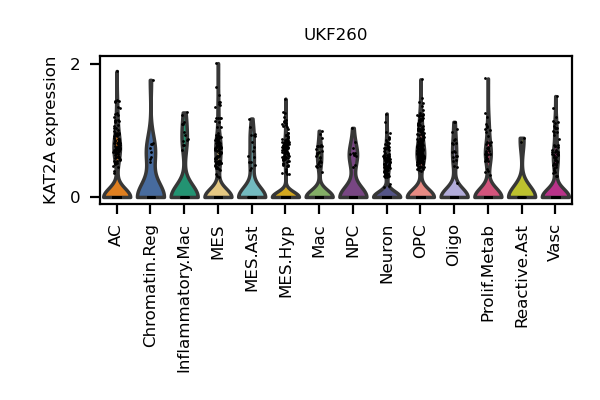 UKF260
KAT2A expression
2
0
AC
Chromatin.Reg
Inflammatory.Mac
MES
MES.Ast
MES.Hyp
Mac
NPC
Neuron
OPC
Oligo
Prolif.Metab
Reactive.Ast
Vasc